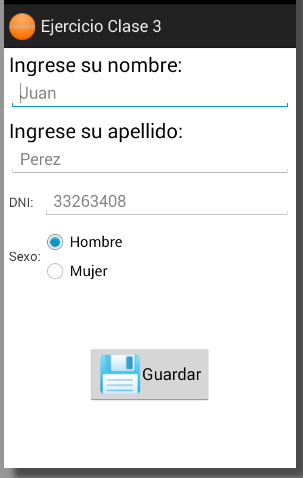 Ejercicio Clase 3
Ingrese su nombre:
Juan
Ingrese su apellido:
Perez
DNI: 33263408
Sexo:
Hombre
Mujer
Guardar